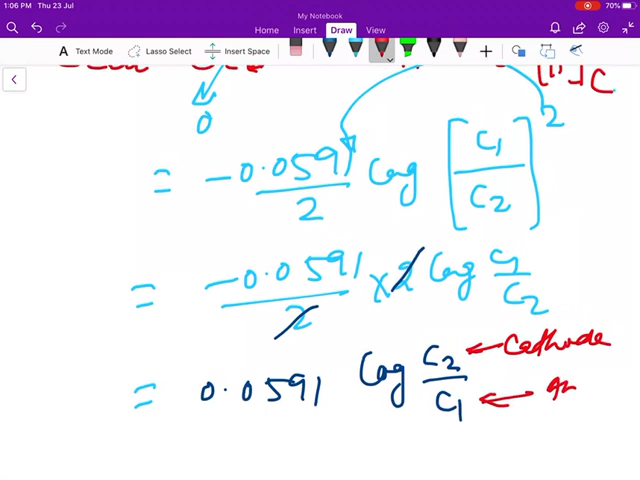 1:06 PM Thu 23 Jul
70%
My Notebook
Home Insert Draw View
Text Mode Lasso Select Insert Space
0
= -0.0591/2 log [C1/C2]^2
= -0.0591/2 × 2 log C1/C2
= 0.0591 log C2/C1
← Cathode
←